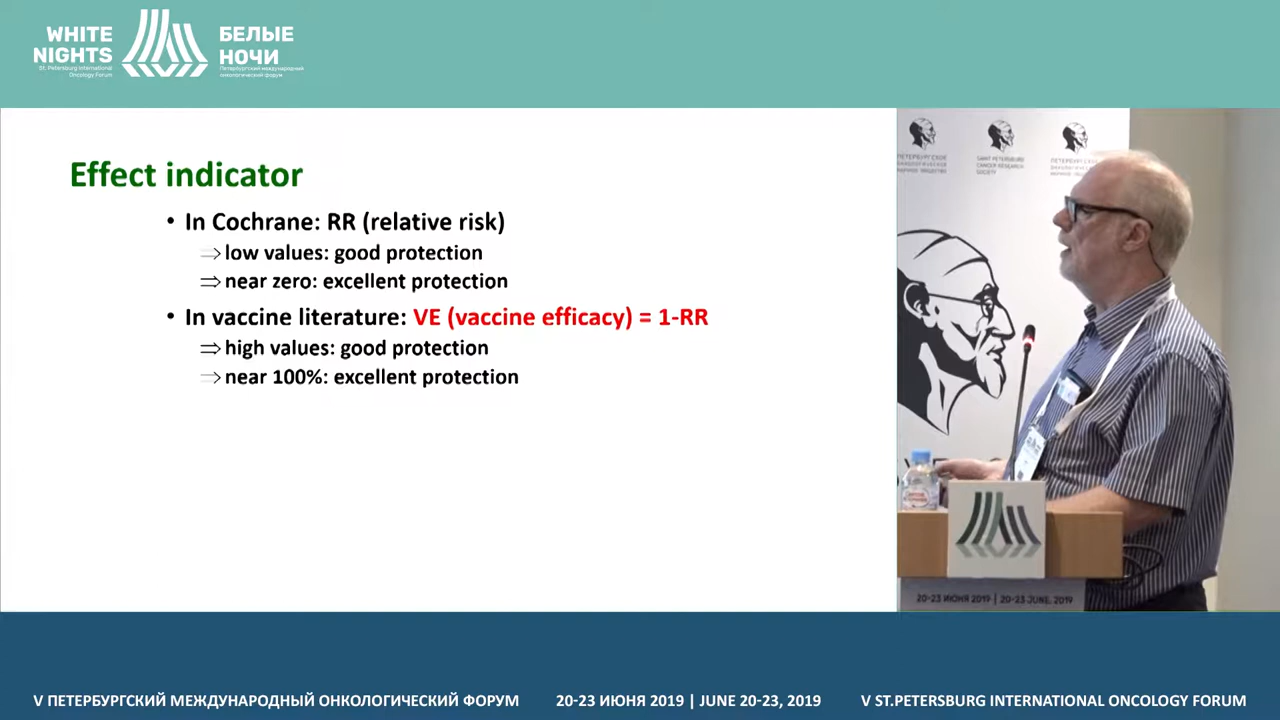 WHITE
NIGHTS
St. Petersburg International
Oncology Forum
БЕЛЫЕ
НОЧИ
Петербургский международный
онкологический форум
Effect indicator
• In Cochrane: RR (relative risk)
⇒ low values: good protection
⇒ near zero: excellent protection
• In vaccine literature: VE (vaccine efficacy) = 1-RR
⇒ high values: good protection
⇒ near 100%: excellent protection
ПЕТЕРБУРГСКОЕ
SAINT PETERSBURG
CANCER RESEARCH
SOCIETY
20-23 ИЮНЯ 2019 | 20-23 JUNE, 2019
V ПЕТЕРБУРГСКИЙ МЕЖДУНАРОДНЫЙ ОНКОЛОГИЧЕСКИЙ ФОРУМ
20-23 ИЮНЯ 2019 | JUNE 20-23, 2019
V ST.PETERSBURG INTERNATIONAL ONCOLOGY FORUM